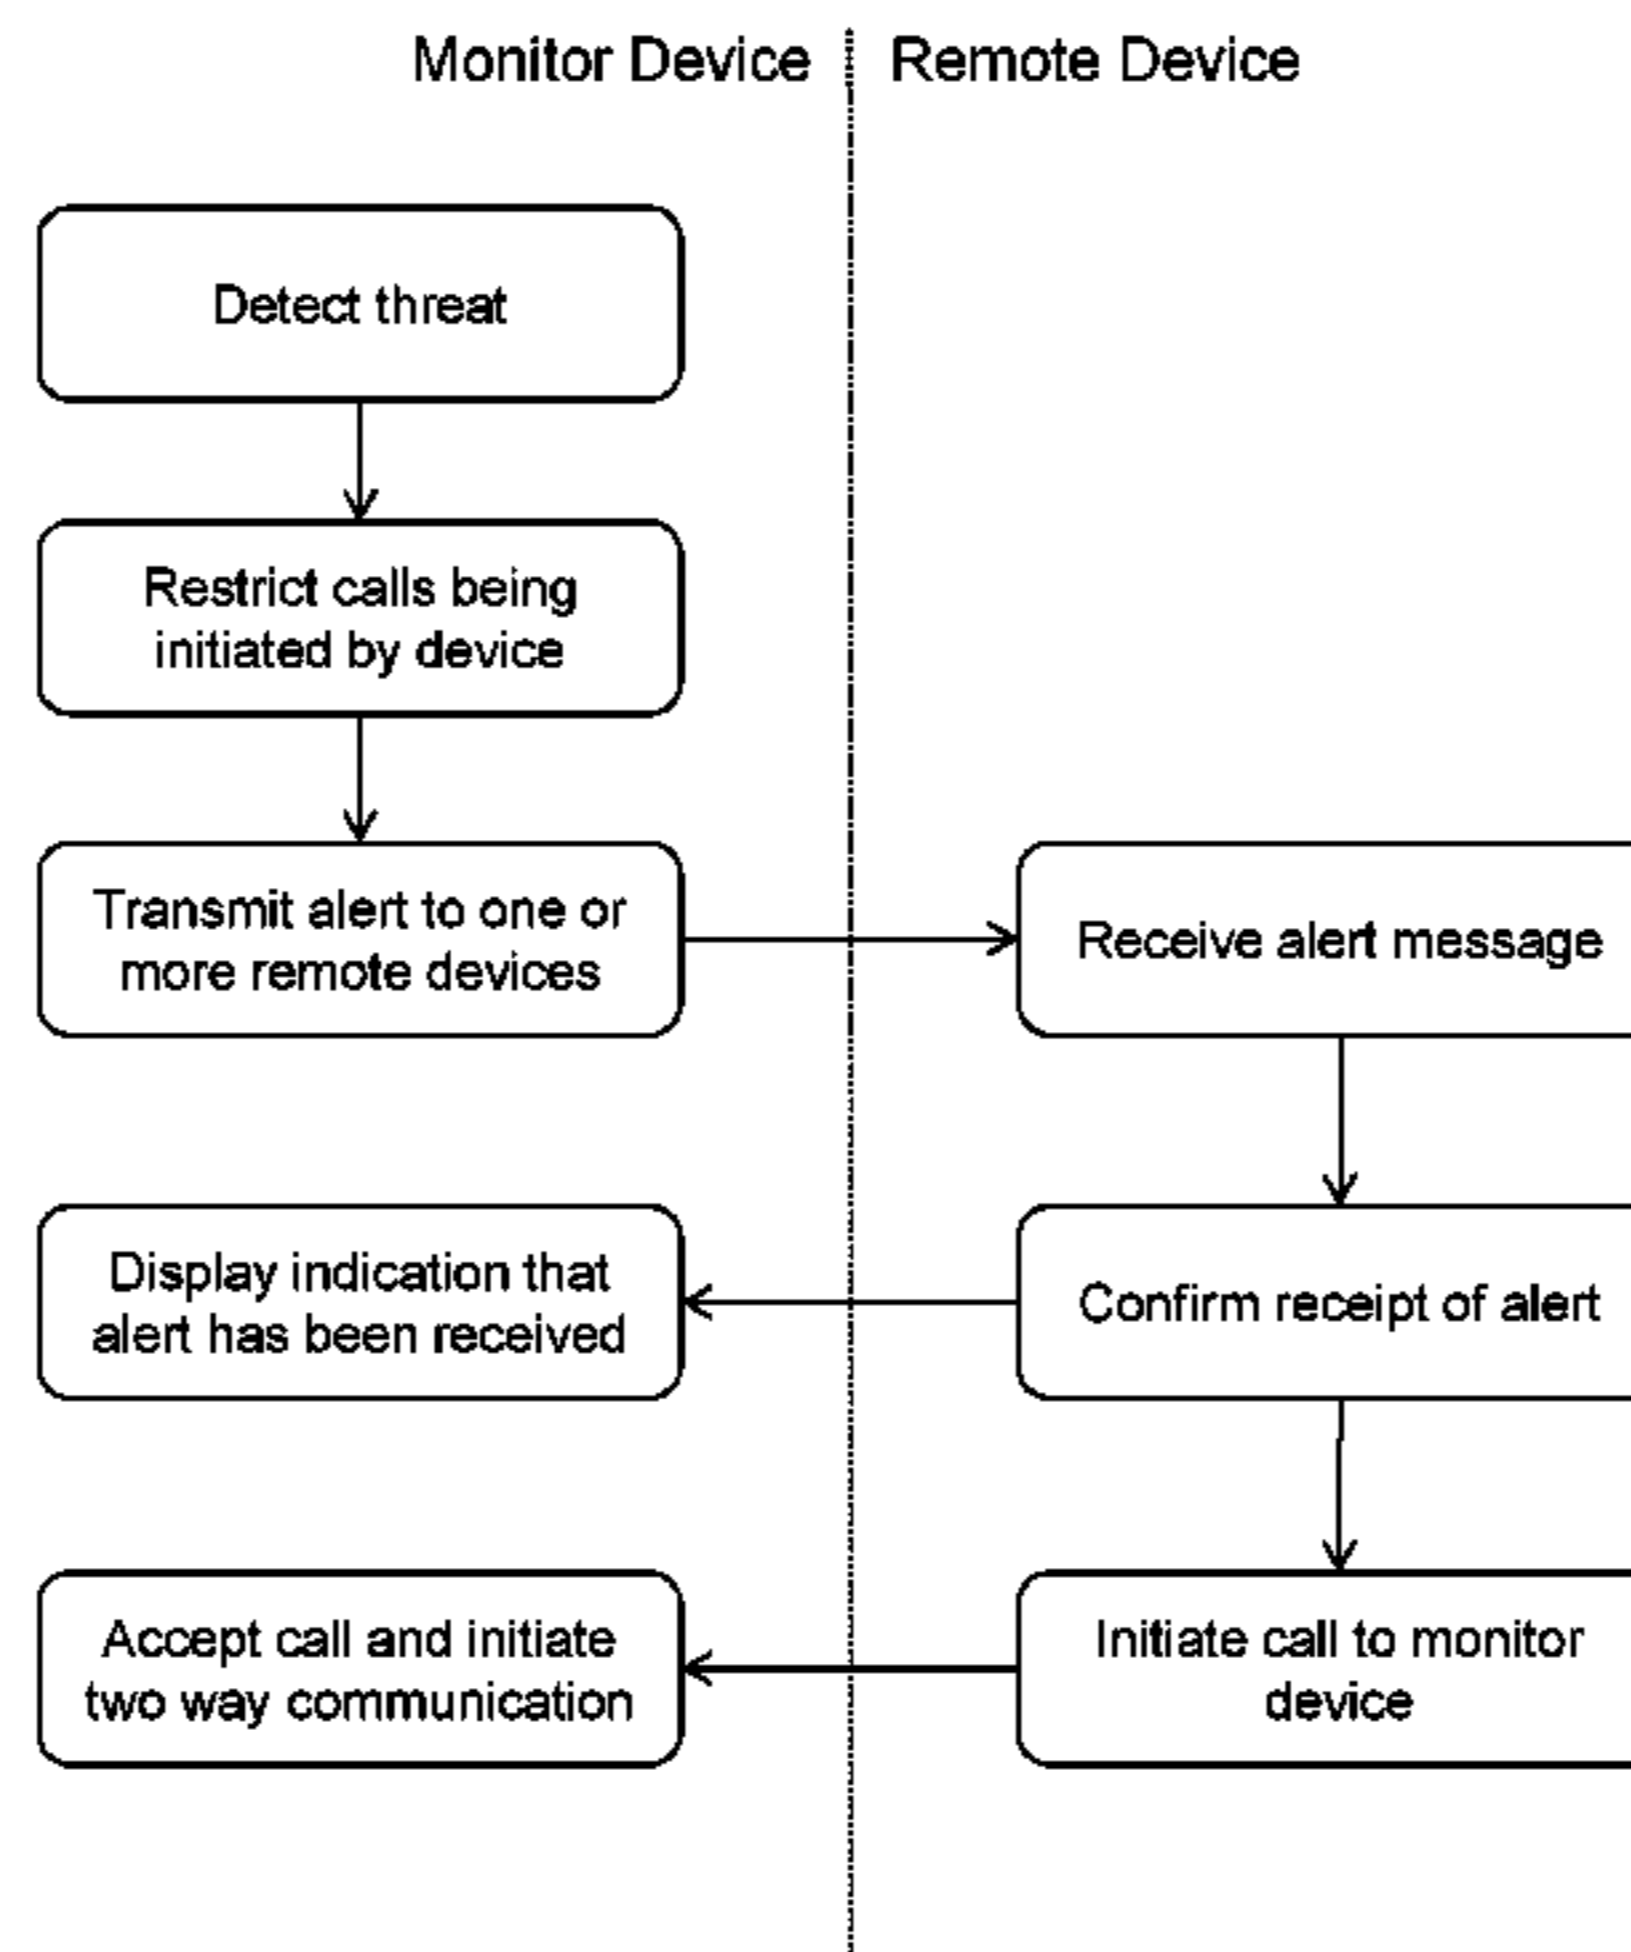 Monitor Device
Remote Device
Detect threat
Restrict calls being
initiated by device
Transmit alert to one or
more remote devices
Receive alert message
Display indication that
alert has been received
Confirm receipt of alert
Accept call and initiate
two way communication
Initiate call to monitor
device